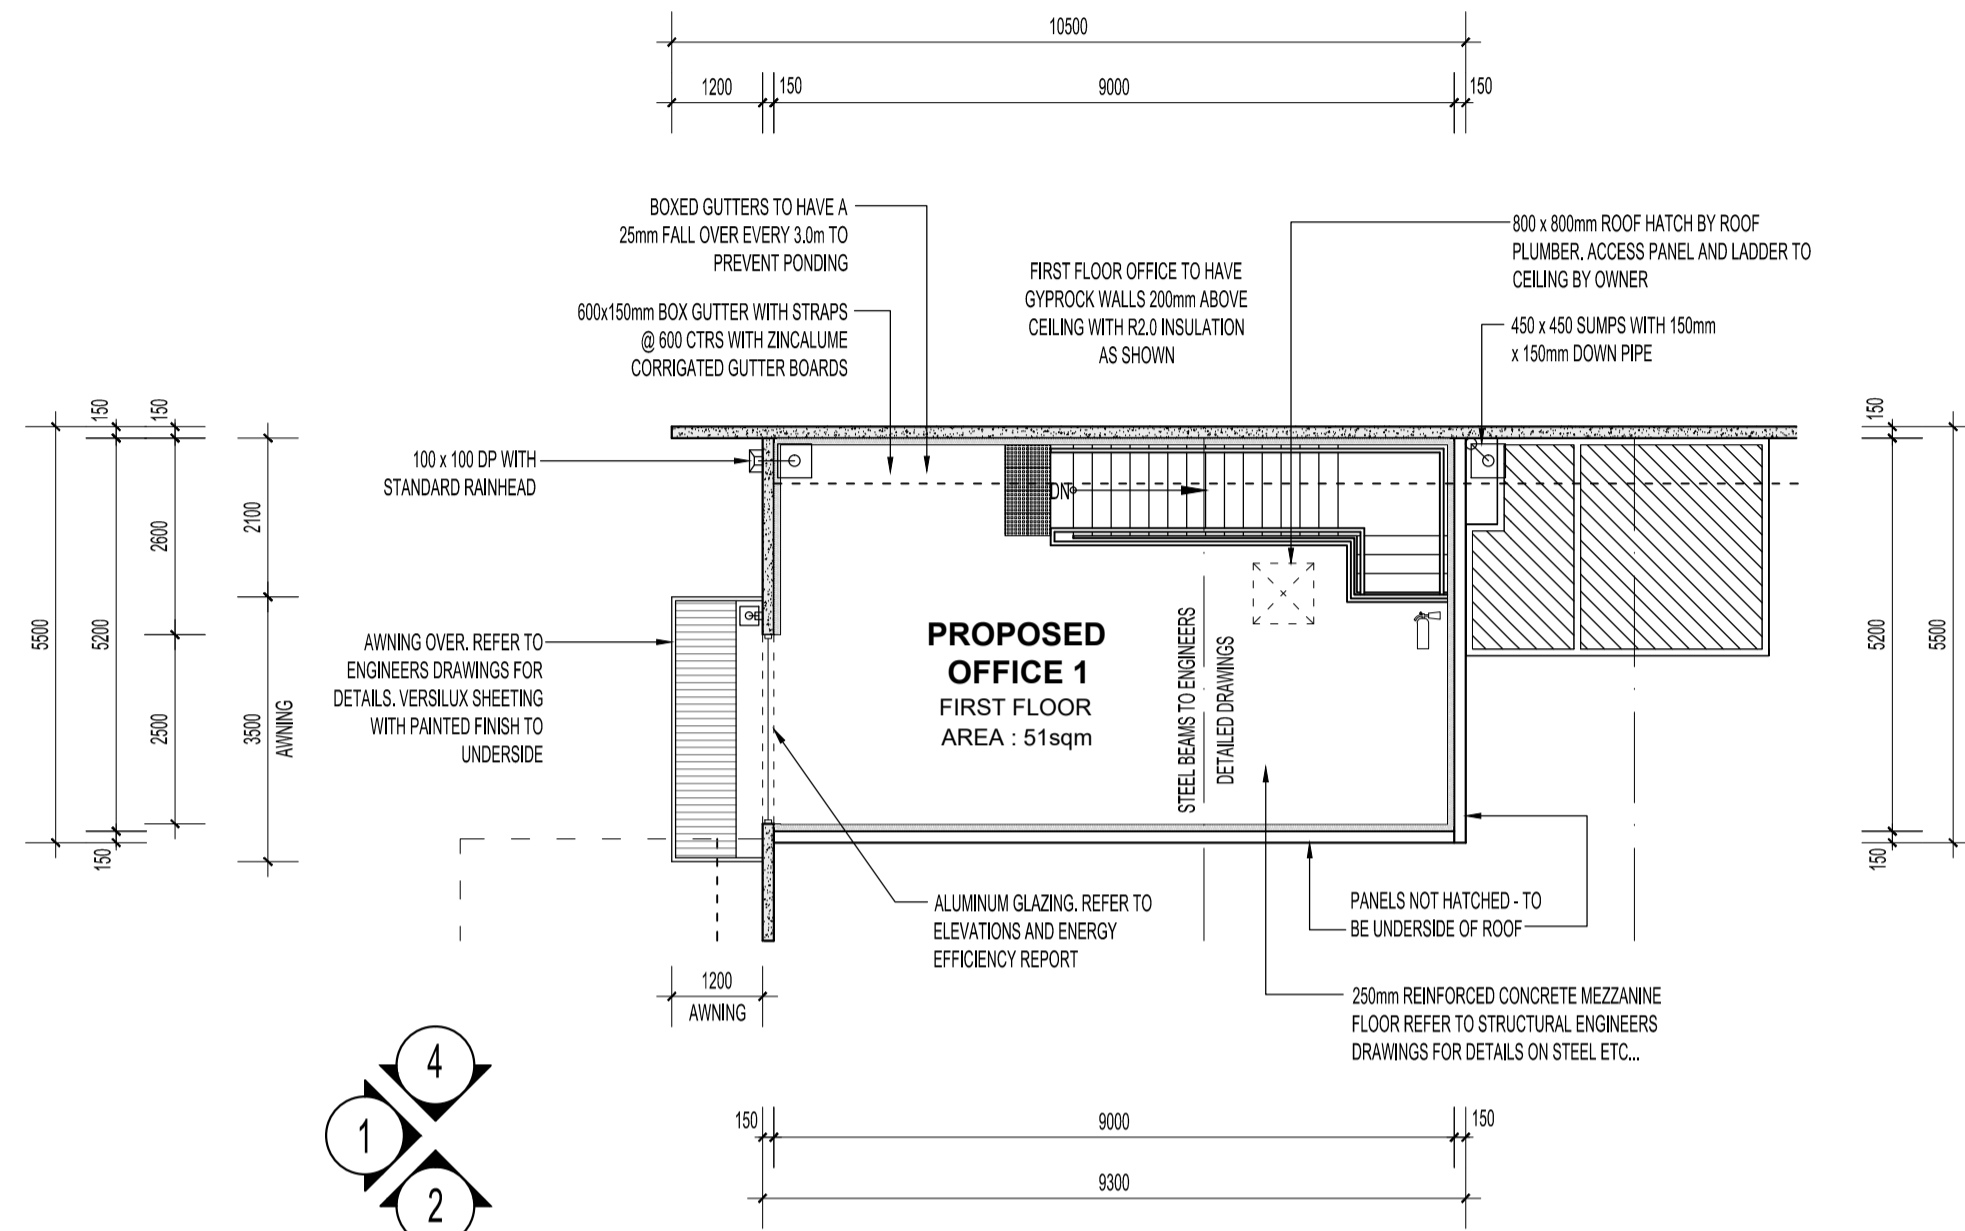 10500
1200
150
9000
150
BOXED GUTTERS TO HAVE A
25mm FALL OVER EVERY 3.0m TO
PREVENT PONDING
600x150mm BOX GUTTER WITH STRAPS
@ 600 CTRS WITH ZINCALUME
CORRIGATED GUTTER BOARDS
FIRST FLOOR OFFICE TO HAVE
GYPROCK WALLS 200mm ABOVE
CEILING WITH R2.0 INSULATION
AS SHOWN
800 x 800mm ROOF HATCH BY ROOF
PLUMBER. ACCESS PANEL AND LADDER TO
CEILING BY OWNER
450 x 450 SUMPS WITH 150mm
x 150mm DOWN PIPE
100 x 100 DP WITH
STANDARD RAINHEAD
5500
150
5200
150
150
2600
2500
2100
3500
AWNING
AWNING OVER. REFER TO
ENGINEERS DRAWINGS FOR
DETAILS. VERSILUX SHEETING
WITH PAINTED FINISH TO
UNDERSIDE
DN
PROPOSED
OFFICE 1
FIRST FLOOR
AREA : 51sqm
STEEL BEAMS TO ENGINEERS
DETAILED DRAWINGS
150
5200
150
5500
ALUMINUM GLAZING. REFER TO
ELEVATIONS AND ENERGY
EFFICIENCY REPORT
PANELS NOT HATCHED - TO
BE UNDERSIDE OF ROOF
250mm REINFORCED CONCRETE MEZZANINE
FLOOR REFER TO STRUCTURAL ENGINEERS
DRAWINGS FOR DETAILS ON STEEL ETC...
1200
AWNING
4
1
2
150
9000
150
9300